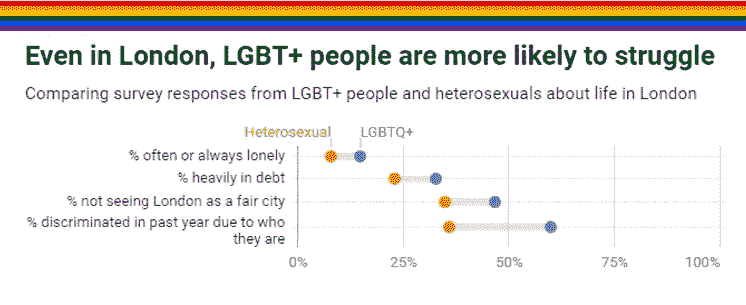 Even in London, LGBT+ people are more likely to struggle
Comparing survey responses from LGBT+ people and heterosexuals about life in London
Heterosexual LGBTQ+
% often or always lonely
% heavily in debt
% not seeing London as a fair city
% discriminated in past year due to who
they are
0% 25% 50% 75% 100%